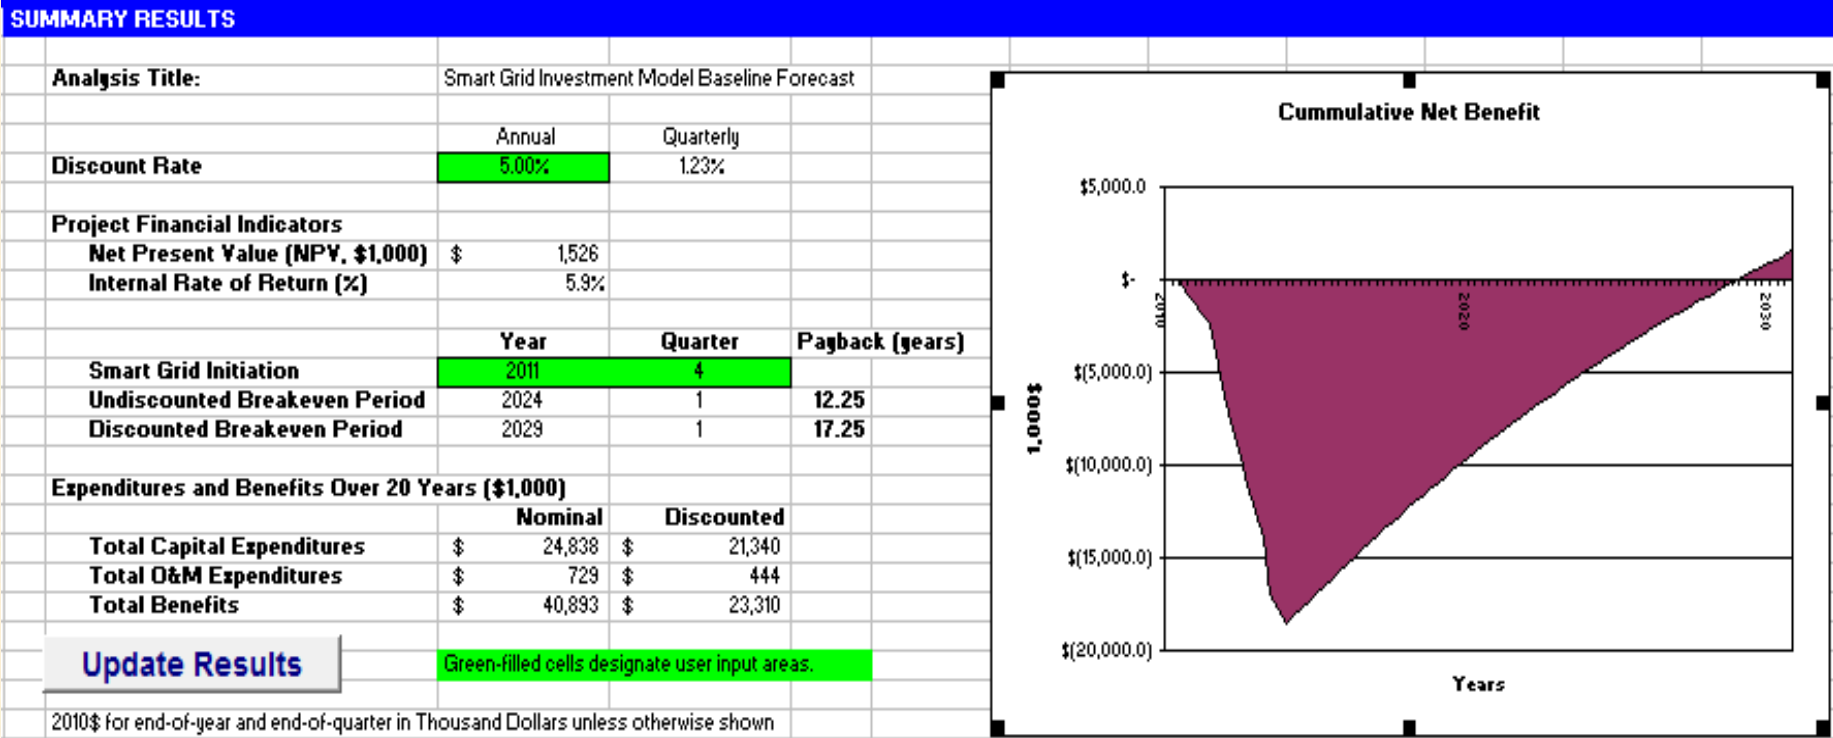 SUMMARY RESULTS
Analysis Title: Smart Grid Investment Model Baseline Forecast
Annual Quarterly
Discount Rate 5.00% 1.23%
Project Financial Indicators
Net Present Value (NPV, $1,000) $ 1,526
Internal Rate of Return (%) 5.9%
Year Quarter Payback (years)
Smart Grid Initiation 2011 4
Undiscounted Breakeven Period 2024 1 12.25
Discounted Breakeven Period 2029 1 17.25
Expenditures and Benefits Over 20 Years ($1,000)
Nominal Discounted
Total Capital Expenditures $ 24,838 $ 21,340
Total O&M Expenditures $ 729 $ 444
Total Benefits $ 40,893 $ 23,310
Update Results
Green-filled cells designate user input areas.
2010$ for end-of-year and end-of-quarter in Thousand Dollars unless otherwise shown
Cummulative Net Benefit
$5,000.0
$-
$(5,000.0)
$(10,000.0)
$(15,000.0)
$(20,000.0)
1,000$
2010
2020
2030
Years